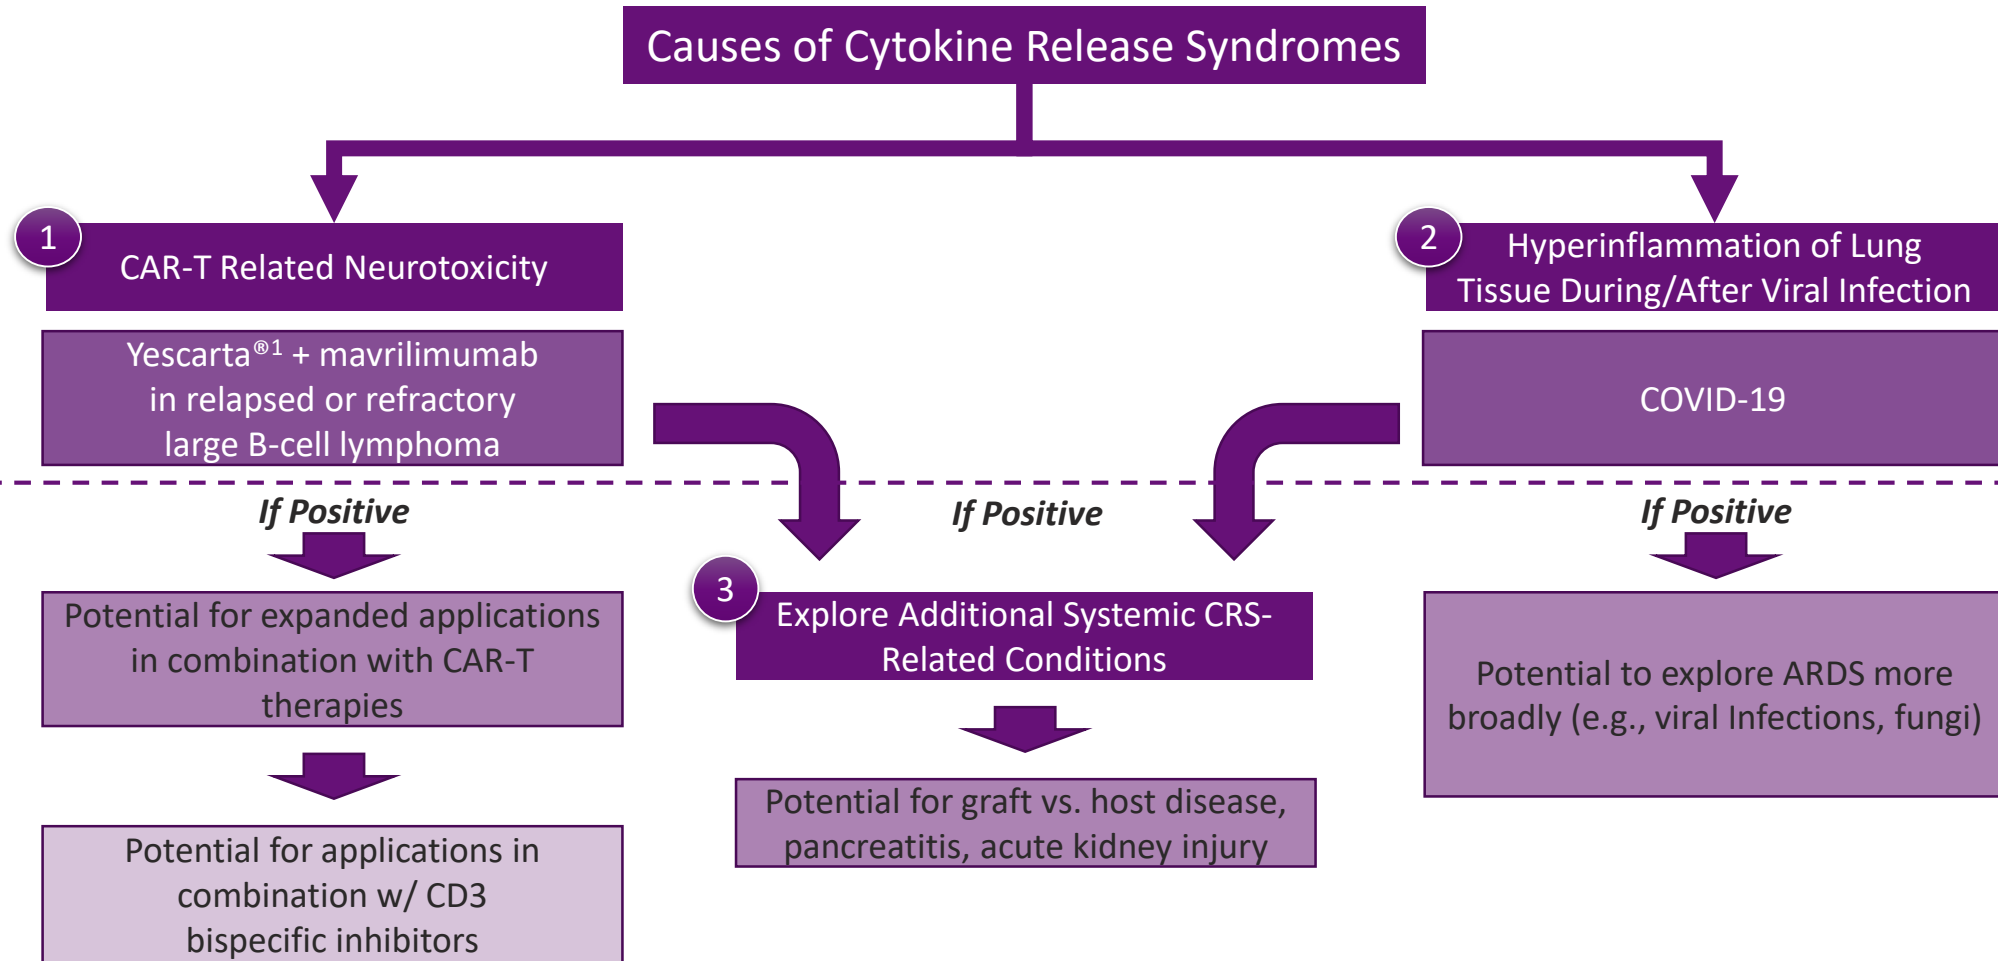 Causes of Cytokine Release Syndromes
1
CAR-T Related Neurotoxicity
Yescarta®1 + mavrilimumab
in relapsed or refractory
large B-cell lymphoma
2
Hyperinflammation of Lung
Tissue During/After Viral Infection
COVID-19
If Positive
Potential for expanded applications
in combination with CAR-T
therapies
Potential for applications in
combination w/ CD3
bispecific inhibitors
If Positive
3
Explore Additional Systemic CRS-
Related Conditions
Potential for graft vs. host disease,
pancreatitis, acute kidney injury
If Positive
Potential to explore ARDS more
broadly (e.g., viral Infections, fungi)